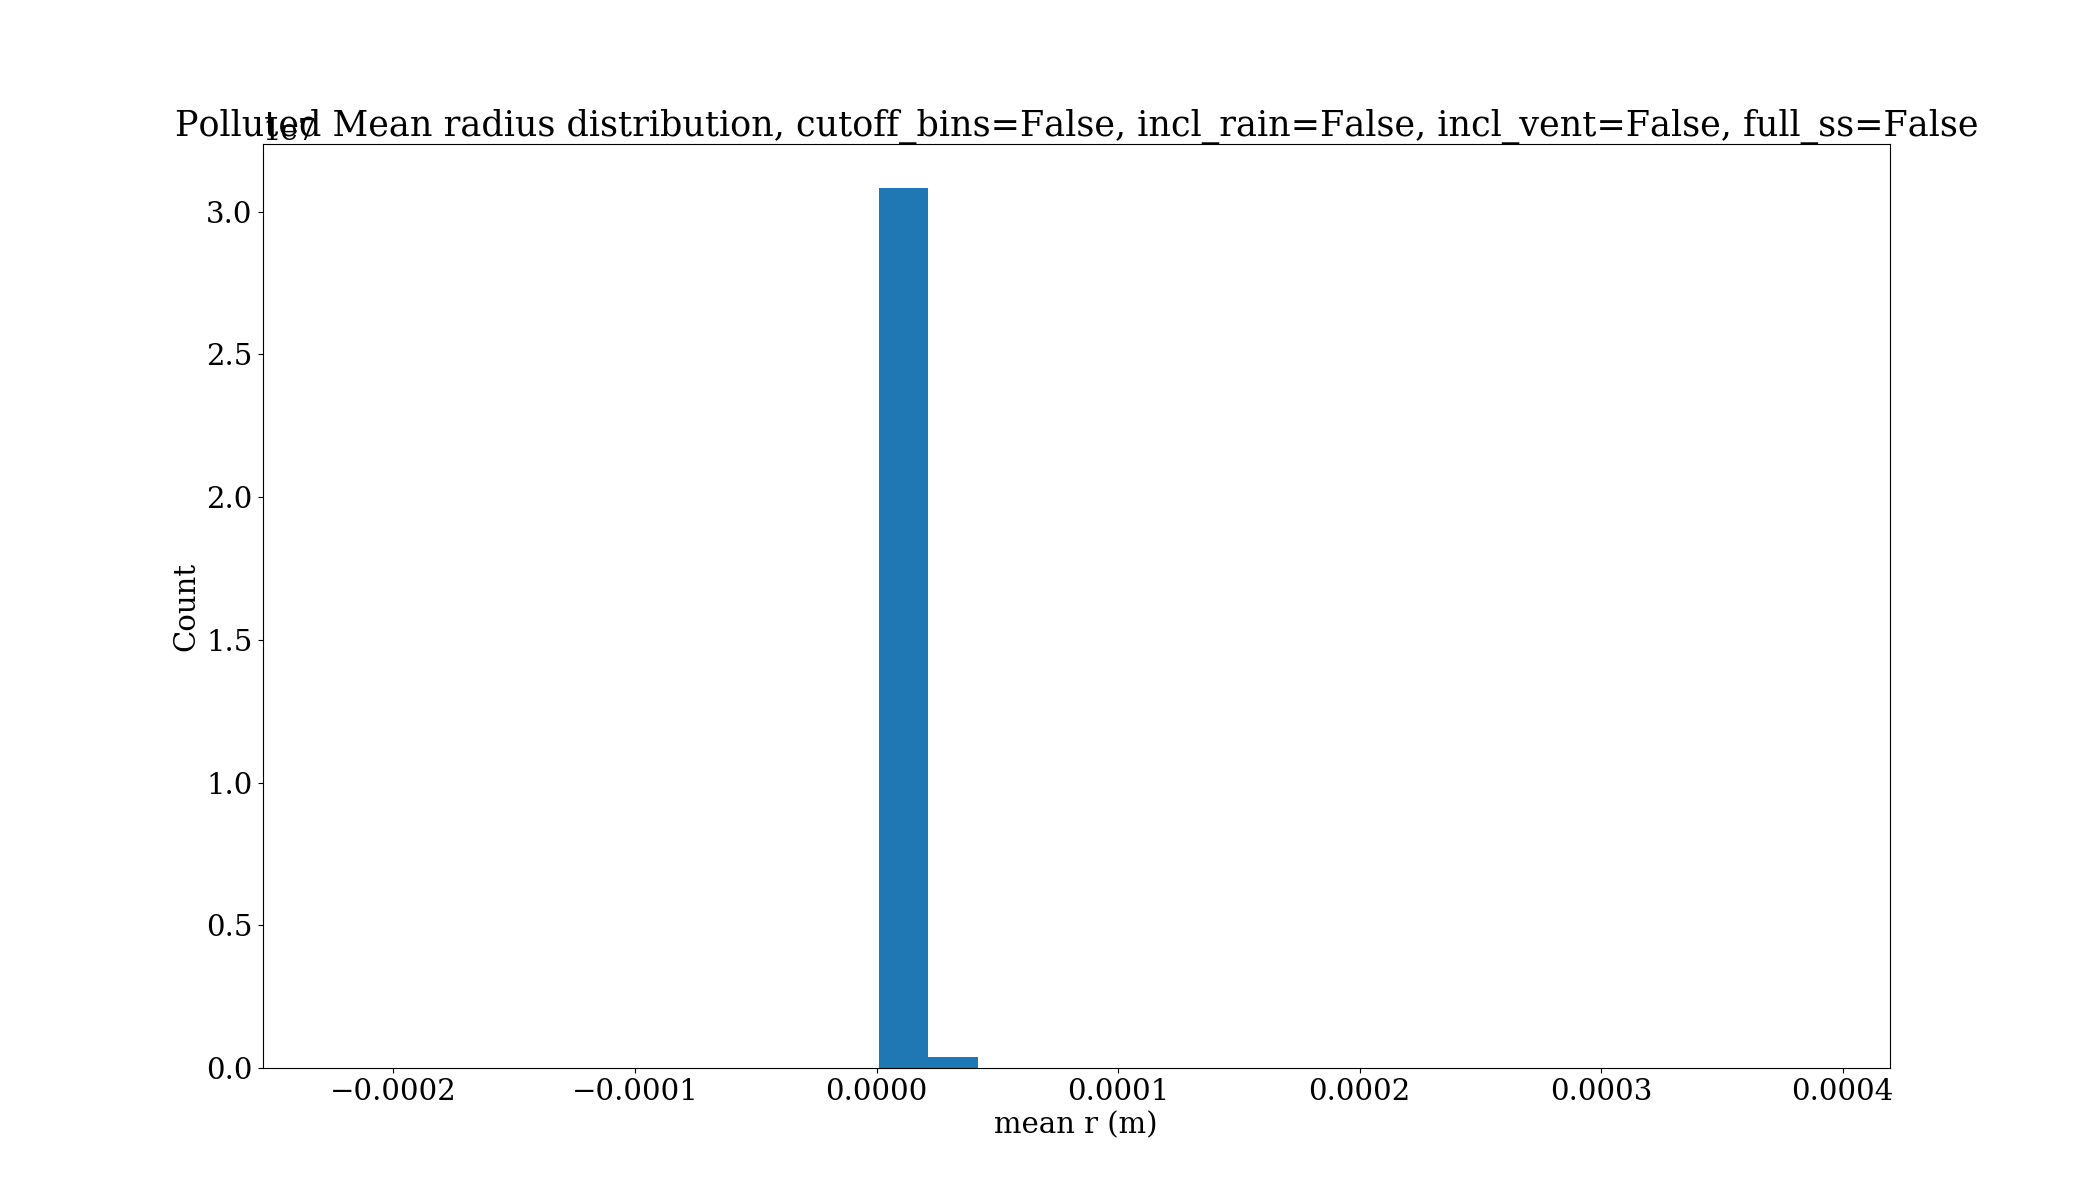 Polluted Mean radius distribution, cutoff_bins=False, incl_rain=False, incl_vent=False, full_ss=False
1e7
3.0
2.5
2.0
1.5
1.0
0.5
0.0
Count
−0.0002 −0.0001 0.0000 0.0001 0.0002 0.0003 0.0004
mean r (m)